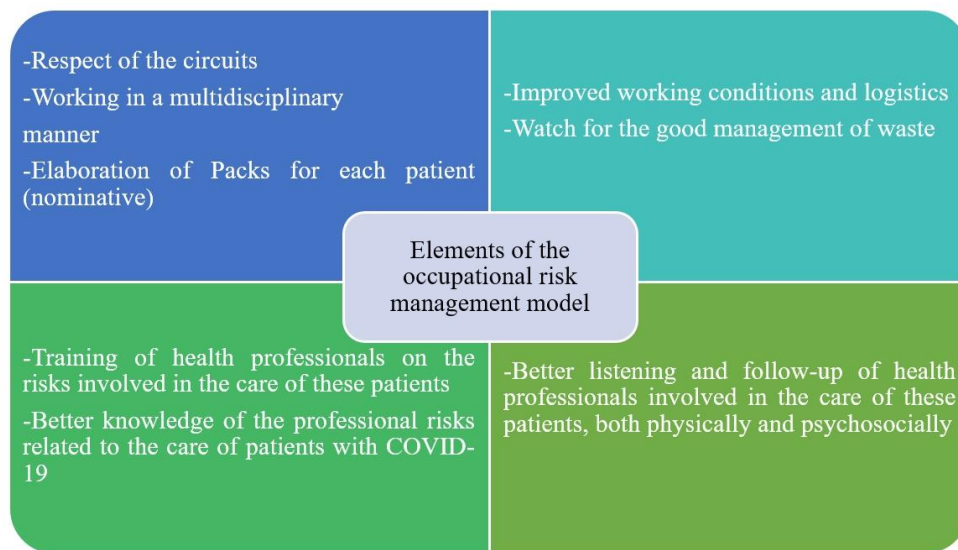 -Respect of the circuits
-Working in a multidisciplinary
manner
-Elaboration of Packs for each patient
(nominative)
-Improved working conditions and logistics
-Watch for the good management of waste
Elements of the
occupational risk
management model
-Training of health professionals on the
risks involved in the care of these patients
-Better knowledge of the professional risks
related to the care of patients with COVID-
19
-Better listening and follow-up of health
professionals involved in the care of these
patients, both physically and psychosocially